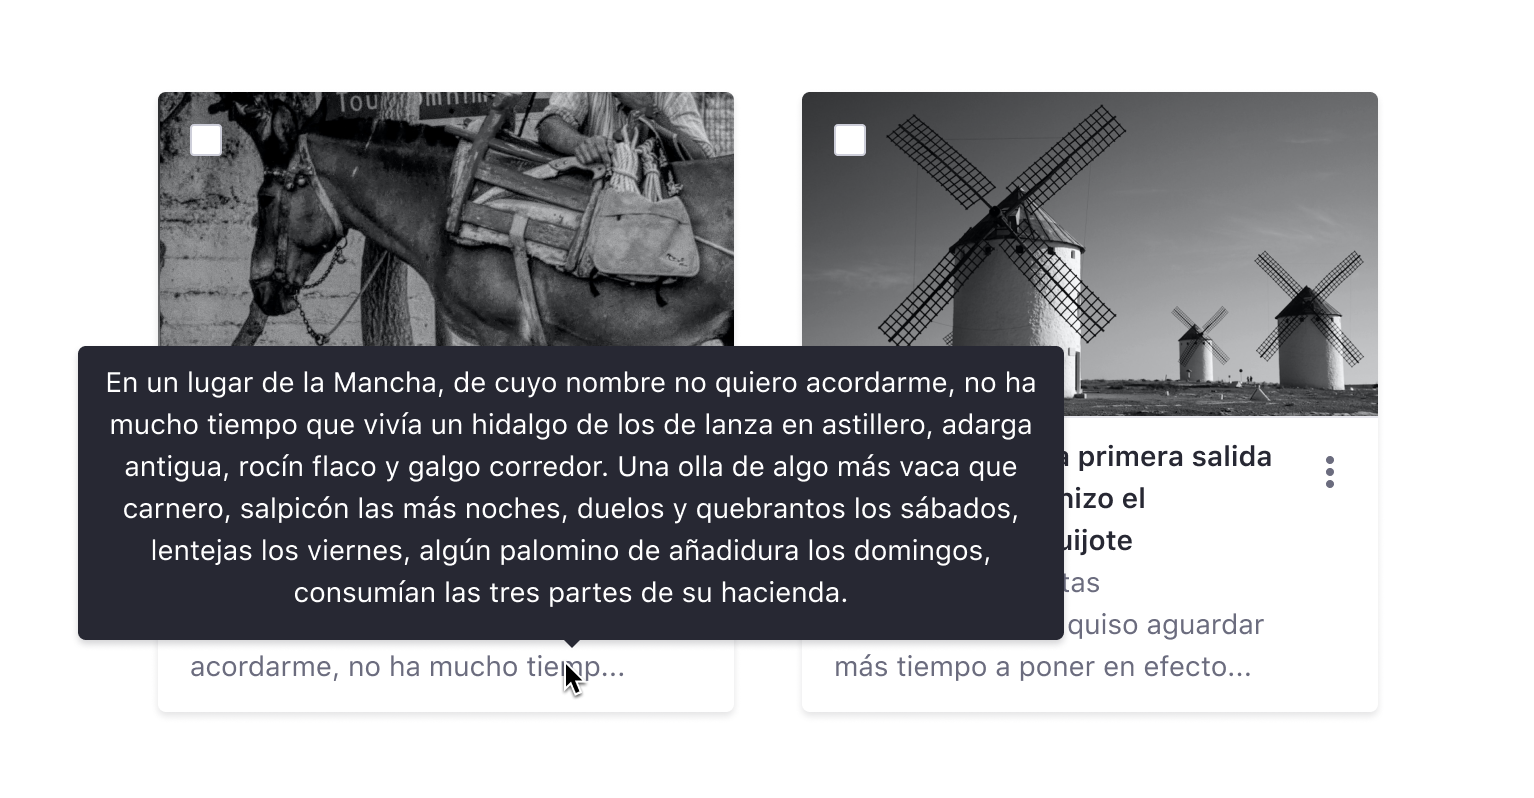 Tou
En un lugar de la Mancha, de cuyo nombre no quiero acordarme, no ha
mucho tiempo que vivía un hidalgo de los de lanza en astillero, adarga
antigua, rocín flaco y galgo corredor. Una olla de algo más vaca que
carnero, salpicón las más noches, duelos y quebrantos los sábados,
lentejas los viernes, algún palomino de añadidura los domingos,
consumían las tres partes de su hacienda.
acordarme, no ha mucho tiemp...
a primera salida
hizo el
uijote
tas
quiso aguardar
más tiempo a poner en efecto...